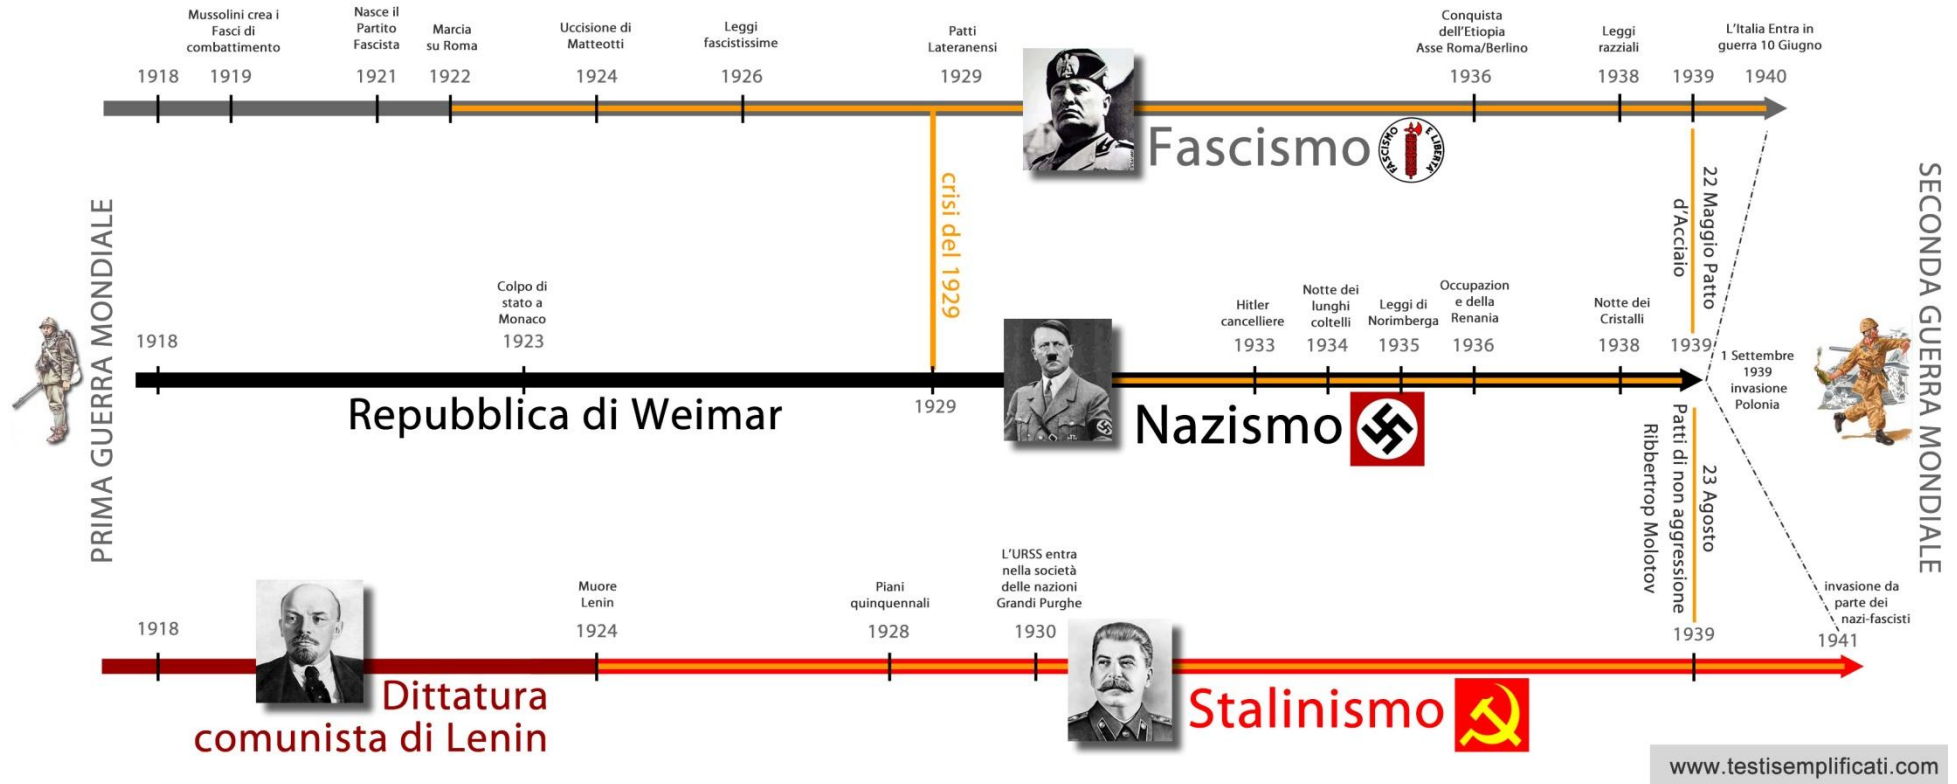 Mussolini crea i
Fasci di
combattimento
Nasce il
Partito
Fascista
Marcia
su Roma
Uccisione di
Matteotti
Leggi
fascistissime
Patti
Lateranensi
Conquista
dell'Etiopia
Asse Roma/Berlino
Leggi
razziali
L'Italia Entra in
guerra 10 Giugno
1918
1919
1921
1922
1924
1926
1929
1936
1938
1939
1940
Fascismo
FASCISMO E LIBERTÀ
PRIMA GUERRA MONDIALE
crisi del 1929
22 Maggio Patto
d'Acciaio
SECONDA GUERRA MONDIALE
Colpo di
stato a
Monaco
Hitler
cancelliere
Notte dei
lunghi
coltelli
Leggi di
Norimberga
Occupazion
e della
Renania
Notte dei
Cristalli
1918
1923
1933
1934
1935
1936
1938
1939
1929
1 Settembre
1939
invasione
Polonia
Repubblica di Weimar
Nazismo
23 Agosto
Patti di non aggressione
Ribbertrop Molotov
Muore
Lenin
Piani
quinquennali
L'URSS entra
nella società
delle nazioni
Grandi Purghe
invasione da
parte dei
nazi-fascisti
1918
1924
1928
1930
1939
1941
Dittatura
comunista di Lenin
Stalinismo
www.testisemplificati.com